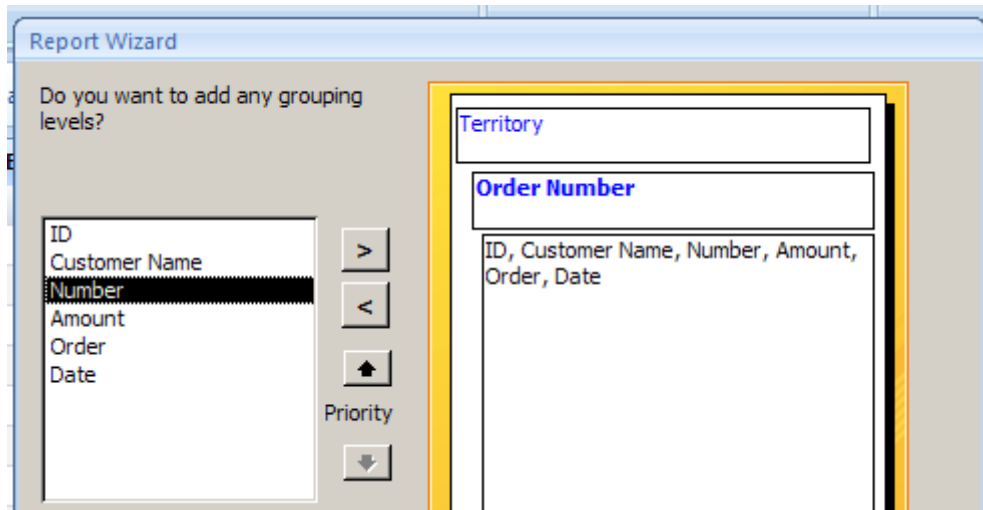 Report Wizard
Do you want to add any grouping
levels?
Territory
Order Number
ID, Customer Name, Number, Amount,
Order, Date
ID
Customer Name
Number
Amount
Order
Date
>
<
Priority